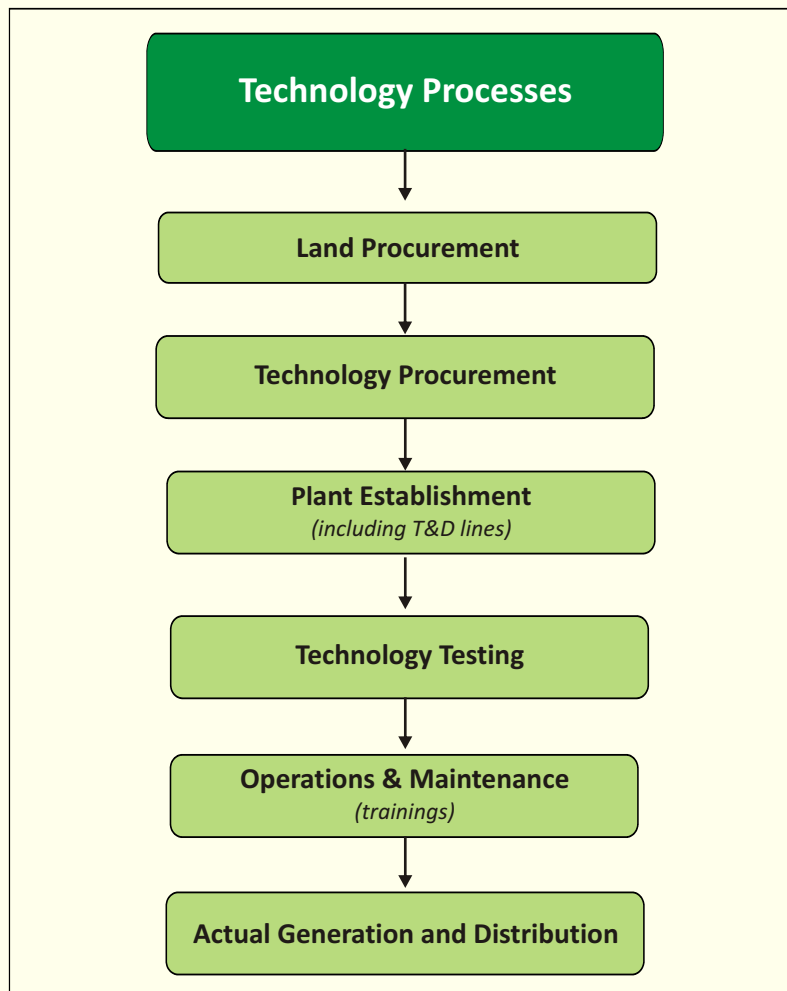 Technology Processes
Land Procurement
Technology Procurement
Plant Establishment
(including T&D lines)
Technology Testing
Operations & Maintenance
(trainings)
Actual Generation and Distribution